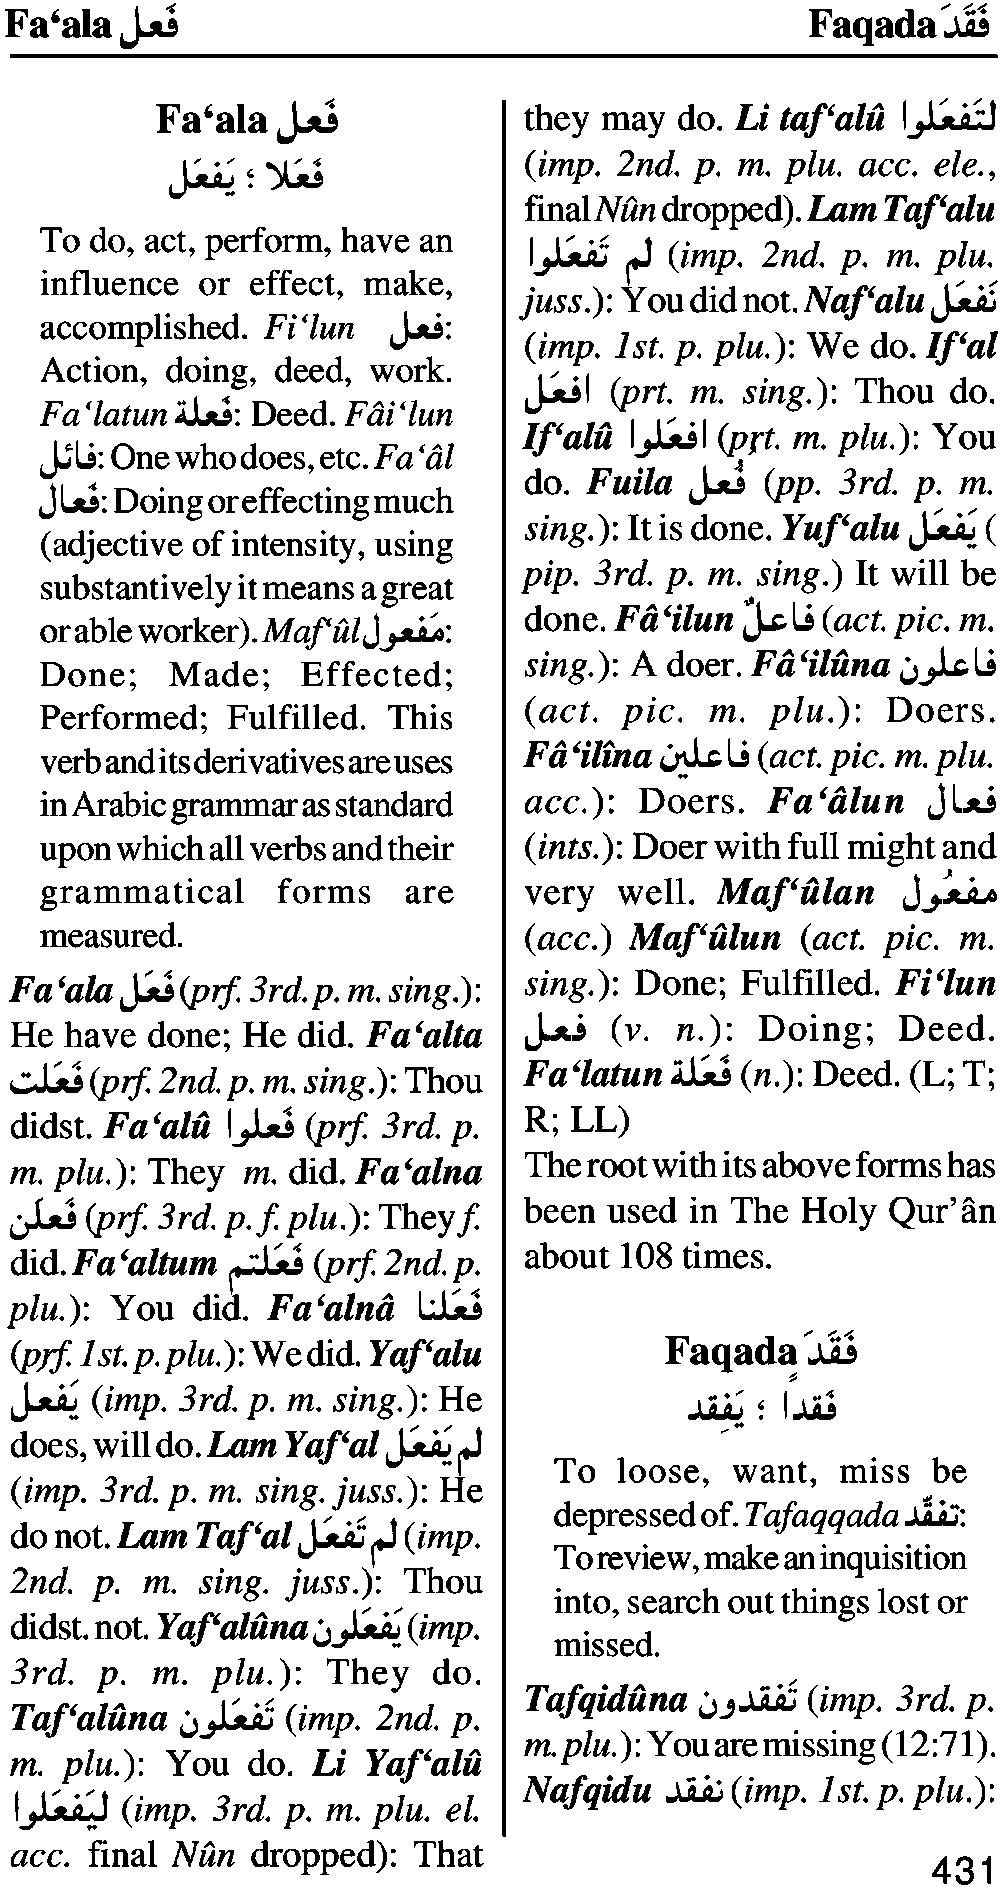 Fa‘ala فَعل
Faqada فَقَدَ
Fa‘ala فَعل
فَعَلا ؛ يَفعَل
To do, act, perform, have an
influence or effect, make,
accomplished. Fi‘lun فعل:
Action, doing, deed, work.
Fa‘latun فَعلة: Deed. Fâi‘lun
فائل: One who does, etc. Fa‘âl
فَعال: Doing or effecting much
(adjective of intensity, using
substantively it means a great
or able worker). Maf‘ûl مَفعول:
Done; Made; Effected;
Performed; Fulfilled. This
verb and its derivatives are uses
in Arabic grammar as standard
upon which all verbs and their
grammatical forms are
measured.
Fa‘ala فَعَل (prf. 3rd. p. m. sing.):
He have done; He did. Fa‘alta
فَعَلت (prf. 2nd. p. m. sing.): Thou
didst. Fa‘alû فَعلوا (prf. 3rd. p.
m. plu.): They m. did. Fa‘alna
فَعلَن (prf. 3rd. p. f. plu.): They f.
did. Fa‘altum فَعَلتم (prf. 2nd. p.
plu.): You did. Fa‘alnâ فَعَلنا
(prf. 1st. p. plu.): We did. Yaf‘alu
يَفعل (imp. 3rd. p. m. sing.): He
does, will do. Lam Yaf‘al لم يَفعَل
(imp. 3rd. p. m. sing. juss.): He
do not. Lam Taf‘al لم تَفعَل (imp.
2nd. p. m. sing. juss.): Thou
didst. not. Yaf‘alûna يَفعَلون (imp.
3rd. p. m. plu.): They do.
Taf‘alûna تَفعَلون (imp. 2nd. p.
m. plu.): You do. Li Yaf‘alû
ليَفعَلوا (imp. 3rd. p. m. plu. el.
acc. final Nûn dropped): That
they may do. Li taf‘alû لتَفعَلوا
(imp. 2nd. p. m. plu. acc. ele.,
final Nûn dropped). Lam Taf‘alu
لم تَفعَلوا (imp. 2nd. p. m. plu.
juss.): You did not. Naf‘alu نَفعَل
(imp. 1st. p. plu.): We do. If‘al
افعَل (prt. m. sing.): Thou do.
If‘alû افعَلوا (prt. m. plu.): You
do. Fuila فُعل (pp. 3rd. p. m.
sing.): It is done. Yuf‘alu يَفعَل (
pip. 3rd. p. m. sing.) It will be
done. Fâ‘ilun فاعلٌ (act. pic. m.
sing.): A doer. Fâ‘ilûna فاعلون
(act. pic. m. plu.): Doers.
Fâ‘ilîna فاعلين (act. pic. m. plu.
acc.): Doers. Fa‘âlun فعال
(ints.): Doer with full might and
very well. Maf‘ûlan مفعُول
(acc.) Maf‘ûlun (act. pic. m.
sing.): Done; Fulfilled. Fi‘lun
فعل (v. n.): Doing; Deed.
Fa‘latun فَعَلة (n.): Deed. (L; T;
R; LL)
The root with its above forms has
been used in The Holy Qur’ân
about 108 times.
Faqada فَقَدَ
فَقداً ؛ يَفقِد
To loose, want, miss be
depressed of. Tafaqqada تفقّد:
To review, make an inquisition
into, search out things lost or
missed.
Tafqidûna تَفقدون (imp. 3rd. p.
m. plu.): You are missing (12:71).
Nafqidu نفقد (imp. 1st. p. plu.):
431